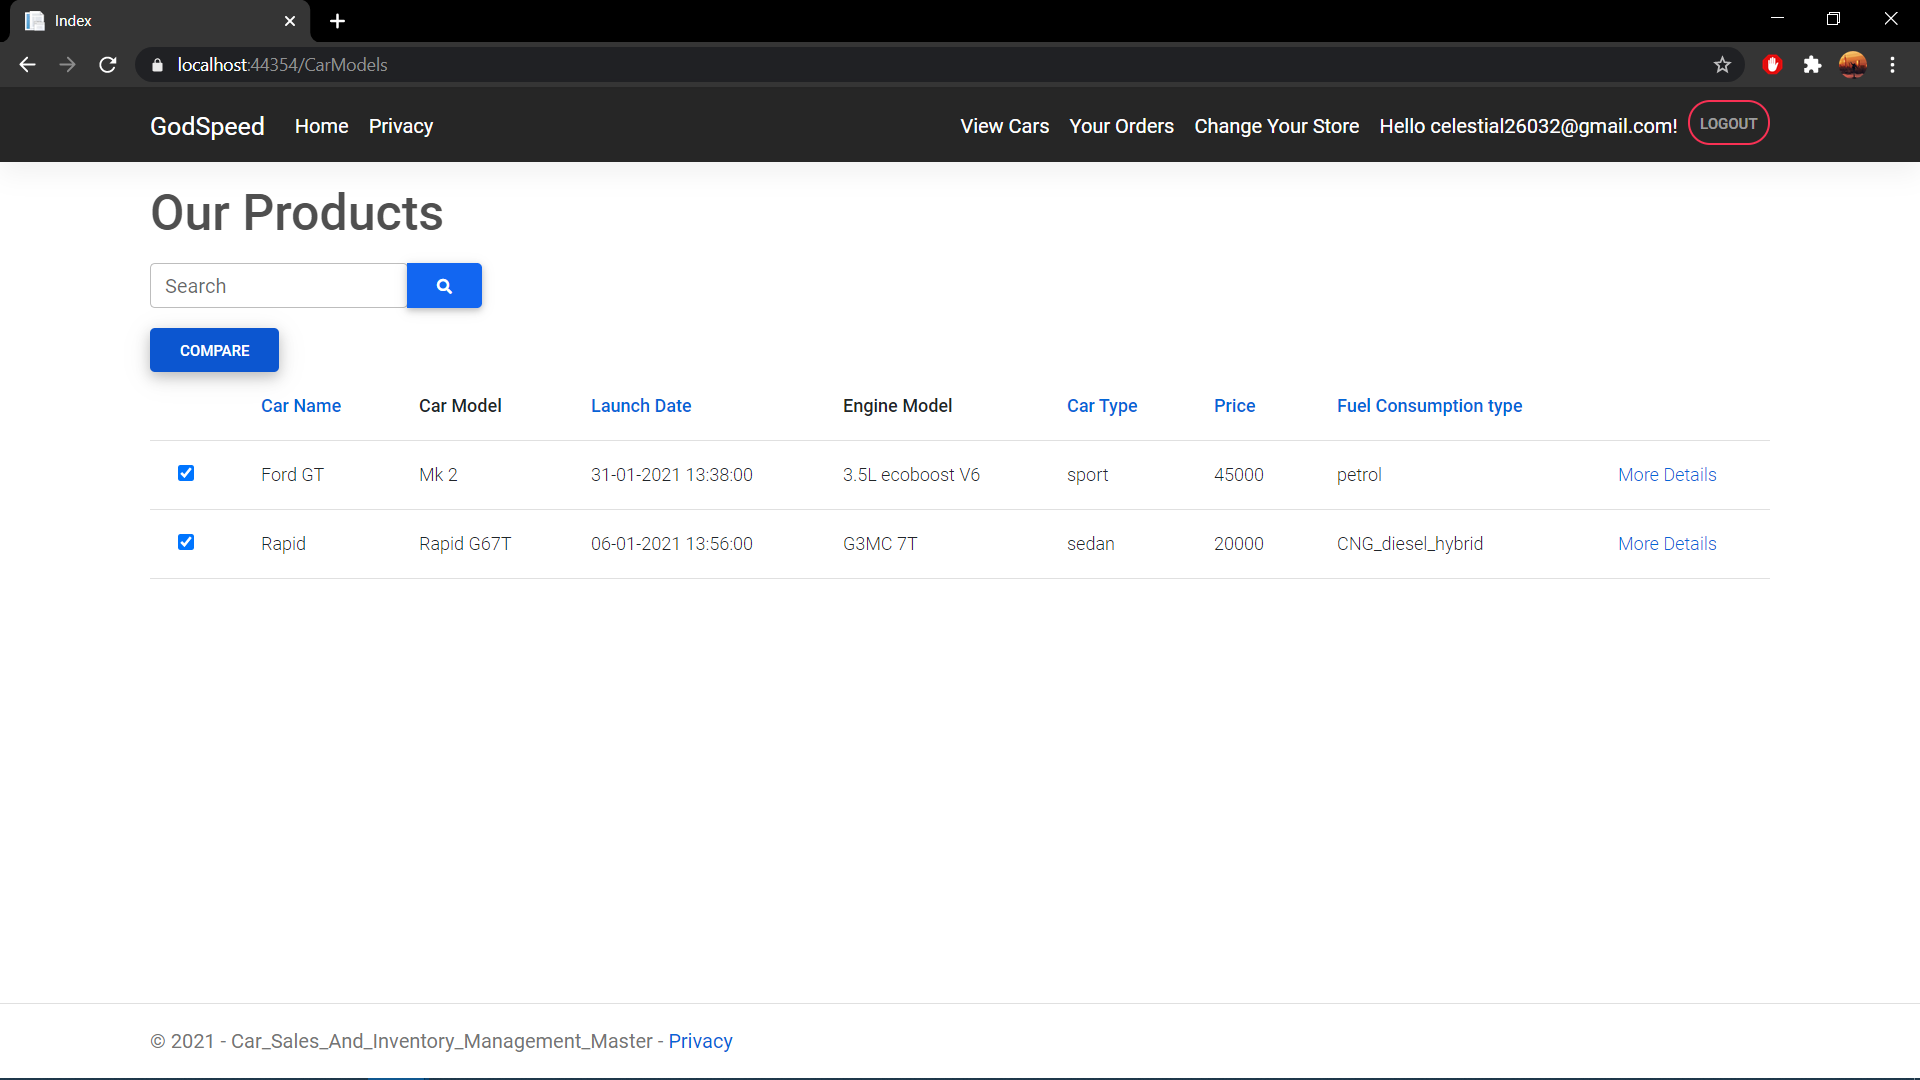 Index
localhost:44354/CarModels
GodSpeed Home Privacy View Cars Your Orders Change Your Store Hello celestial26032@gmail.com! LOGOUT
Our Products
Search
COMPARE
Car Name Car Model Launch Date Engine Model Car Type Price Fuel Consumption type
Ford GT Mk 2 31-01-2021 13:38:00 3.5L ecoboost V6 sport 45000 petrol More Details
Rapid Rapid G67T 06-01-2021 13:56:00 G3MC 7T sedan 20000 CNG_diesel_hybrid More Details
© 2021 - Car_Sales_And_Inventory_Management_Master - Privacy